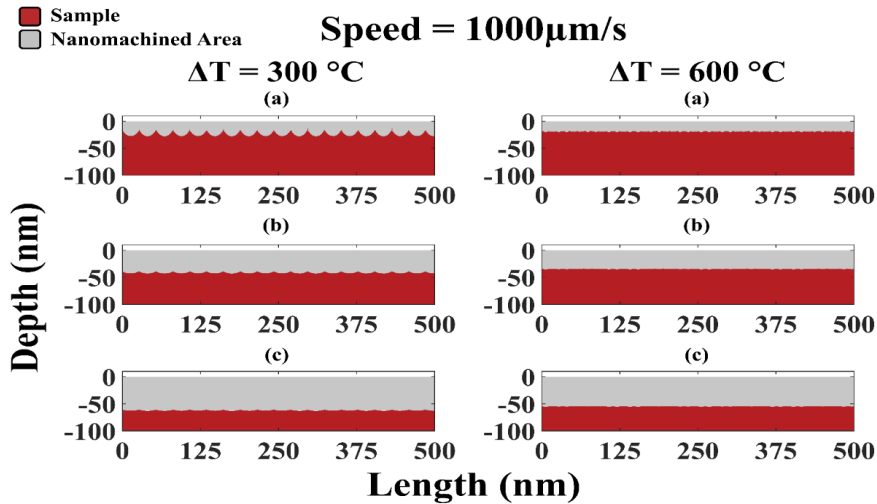 Sample
Nanomachined Area
Speed = 1000µm/s
ΔT = 300 °C
ΔT = 600 °C
(a)
0
-50
-100
0 125 250 375 500
(a)
0
-50
-100
0 125 250 375 500
(b)
0
-50
-100
0 125 250 375 500
(b)
0
-50
-100
0 125 250 375 500
(c)
0
-50
-100
0 125 250 375 500
(c)
0
-50
-100
0 125 250 375 500
Depth (nm)
Length (nm)